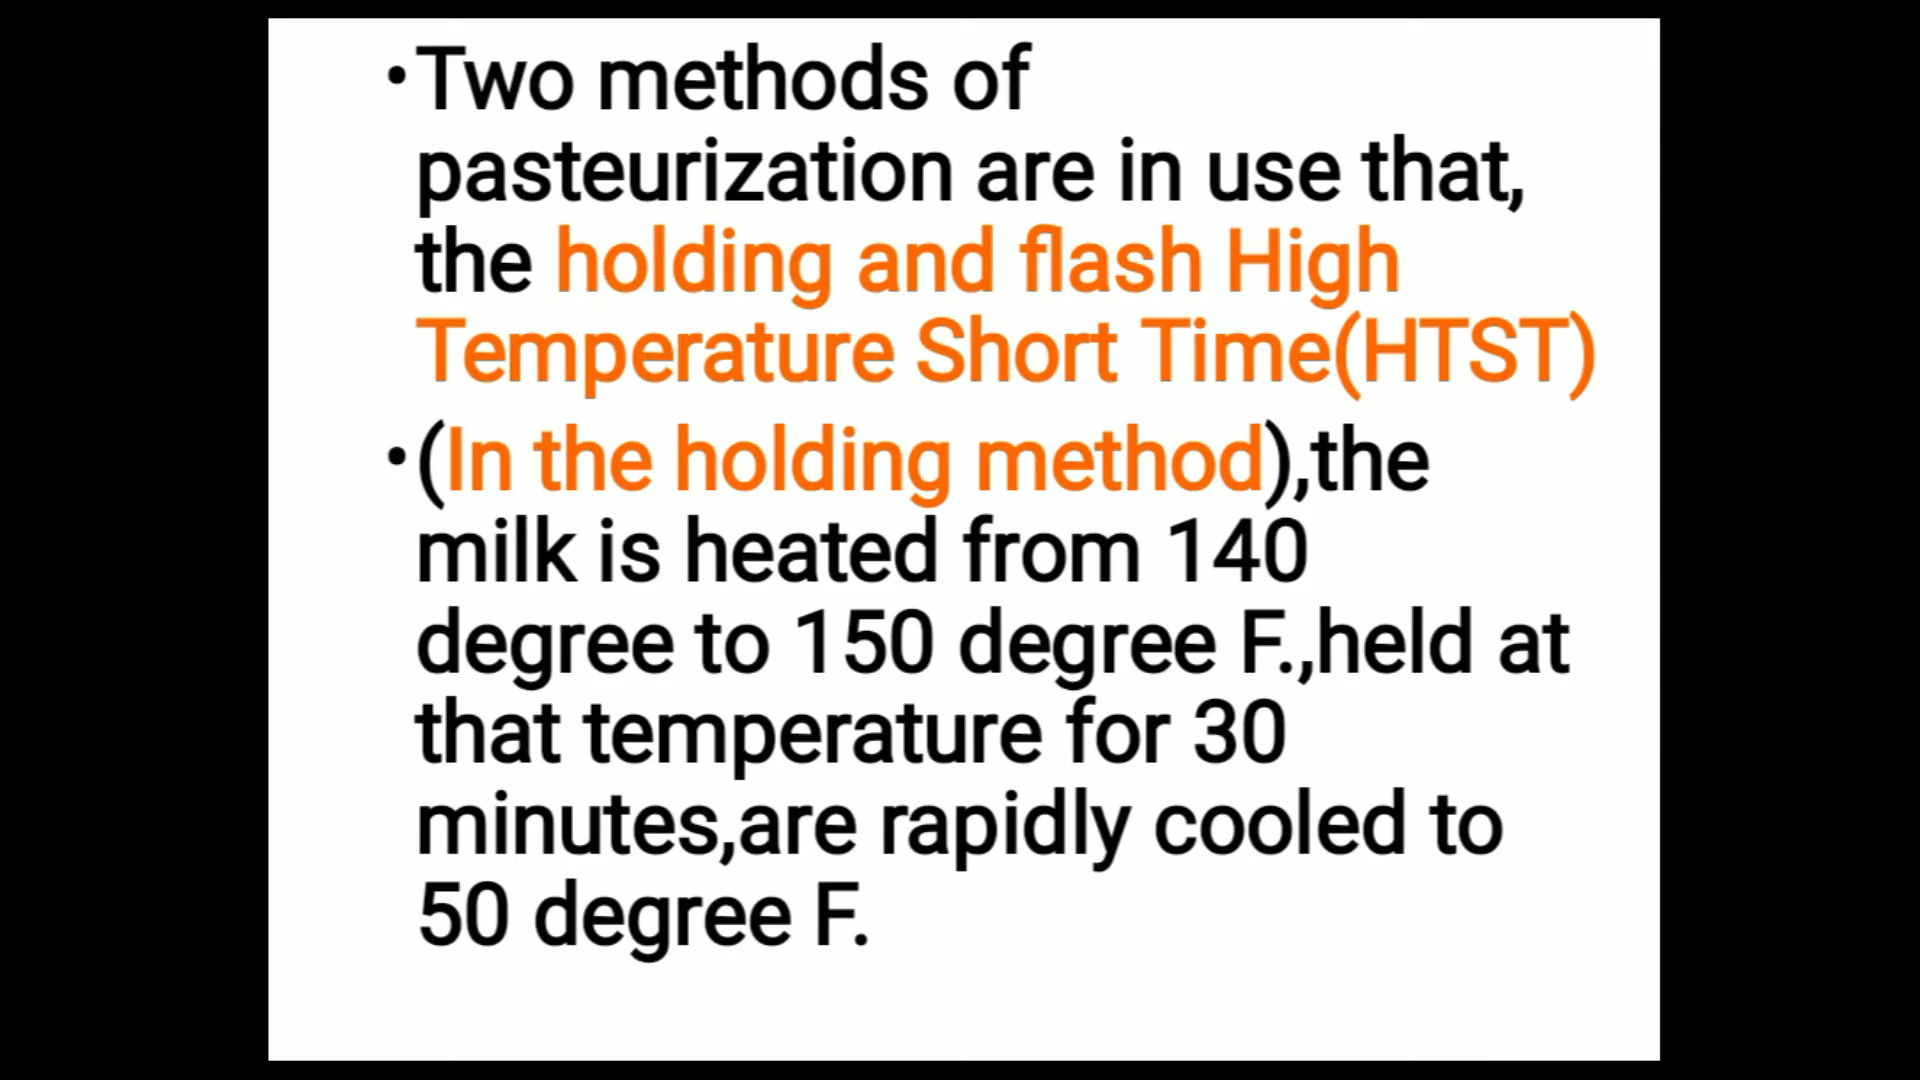 •Two methods of
pasteurization are in use that,
the holding and flash High
Temperature Short Time(HTST)
•(In the holding method),the
milk is heated from 140
degree to 150 degree F.,held at
that temperature for 30
minutes,are rapidly cooled to
50 degree F.